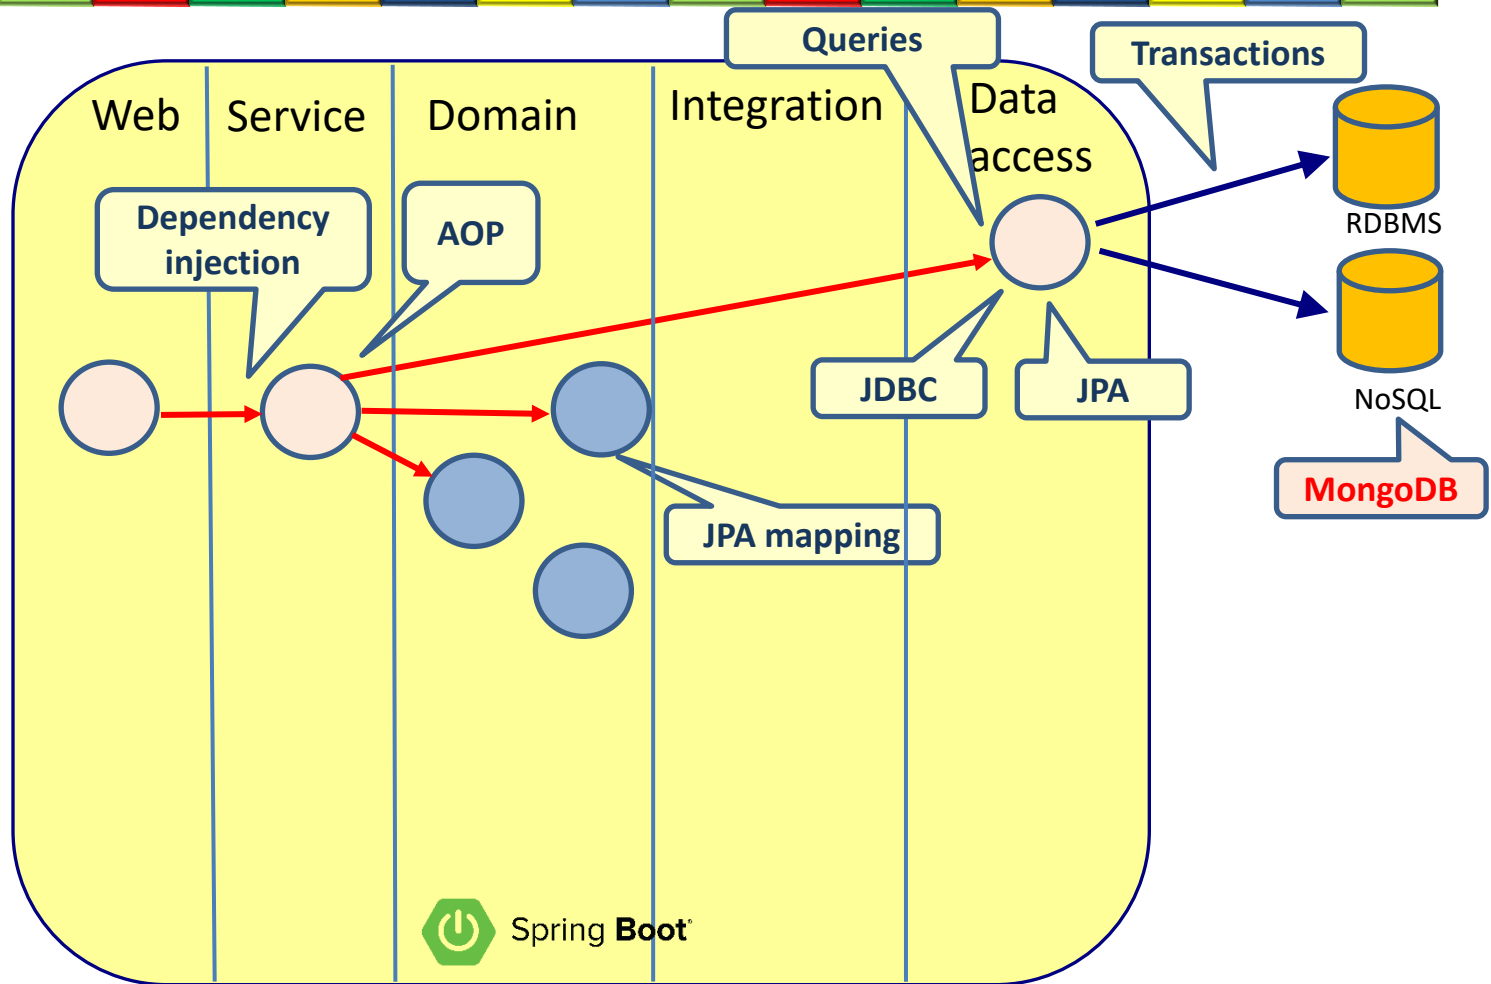 Queries
Transactions
Web
Service
Domain
Integration
Data
access
RDBMS
Dependency
injection
AOP
JDBC
JPA
NoSQL
MongoDB
JPA mapping
Spring Boot